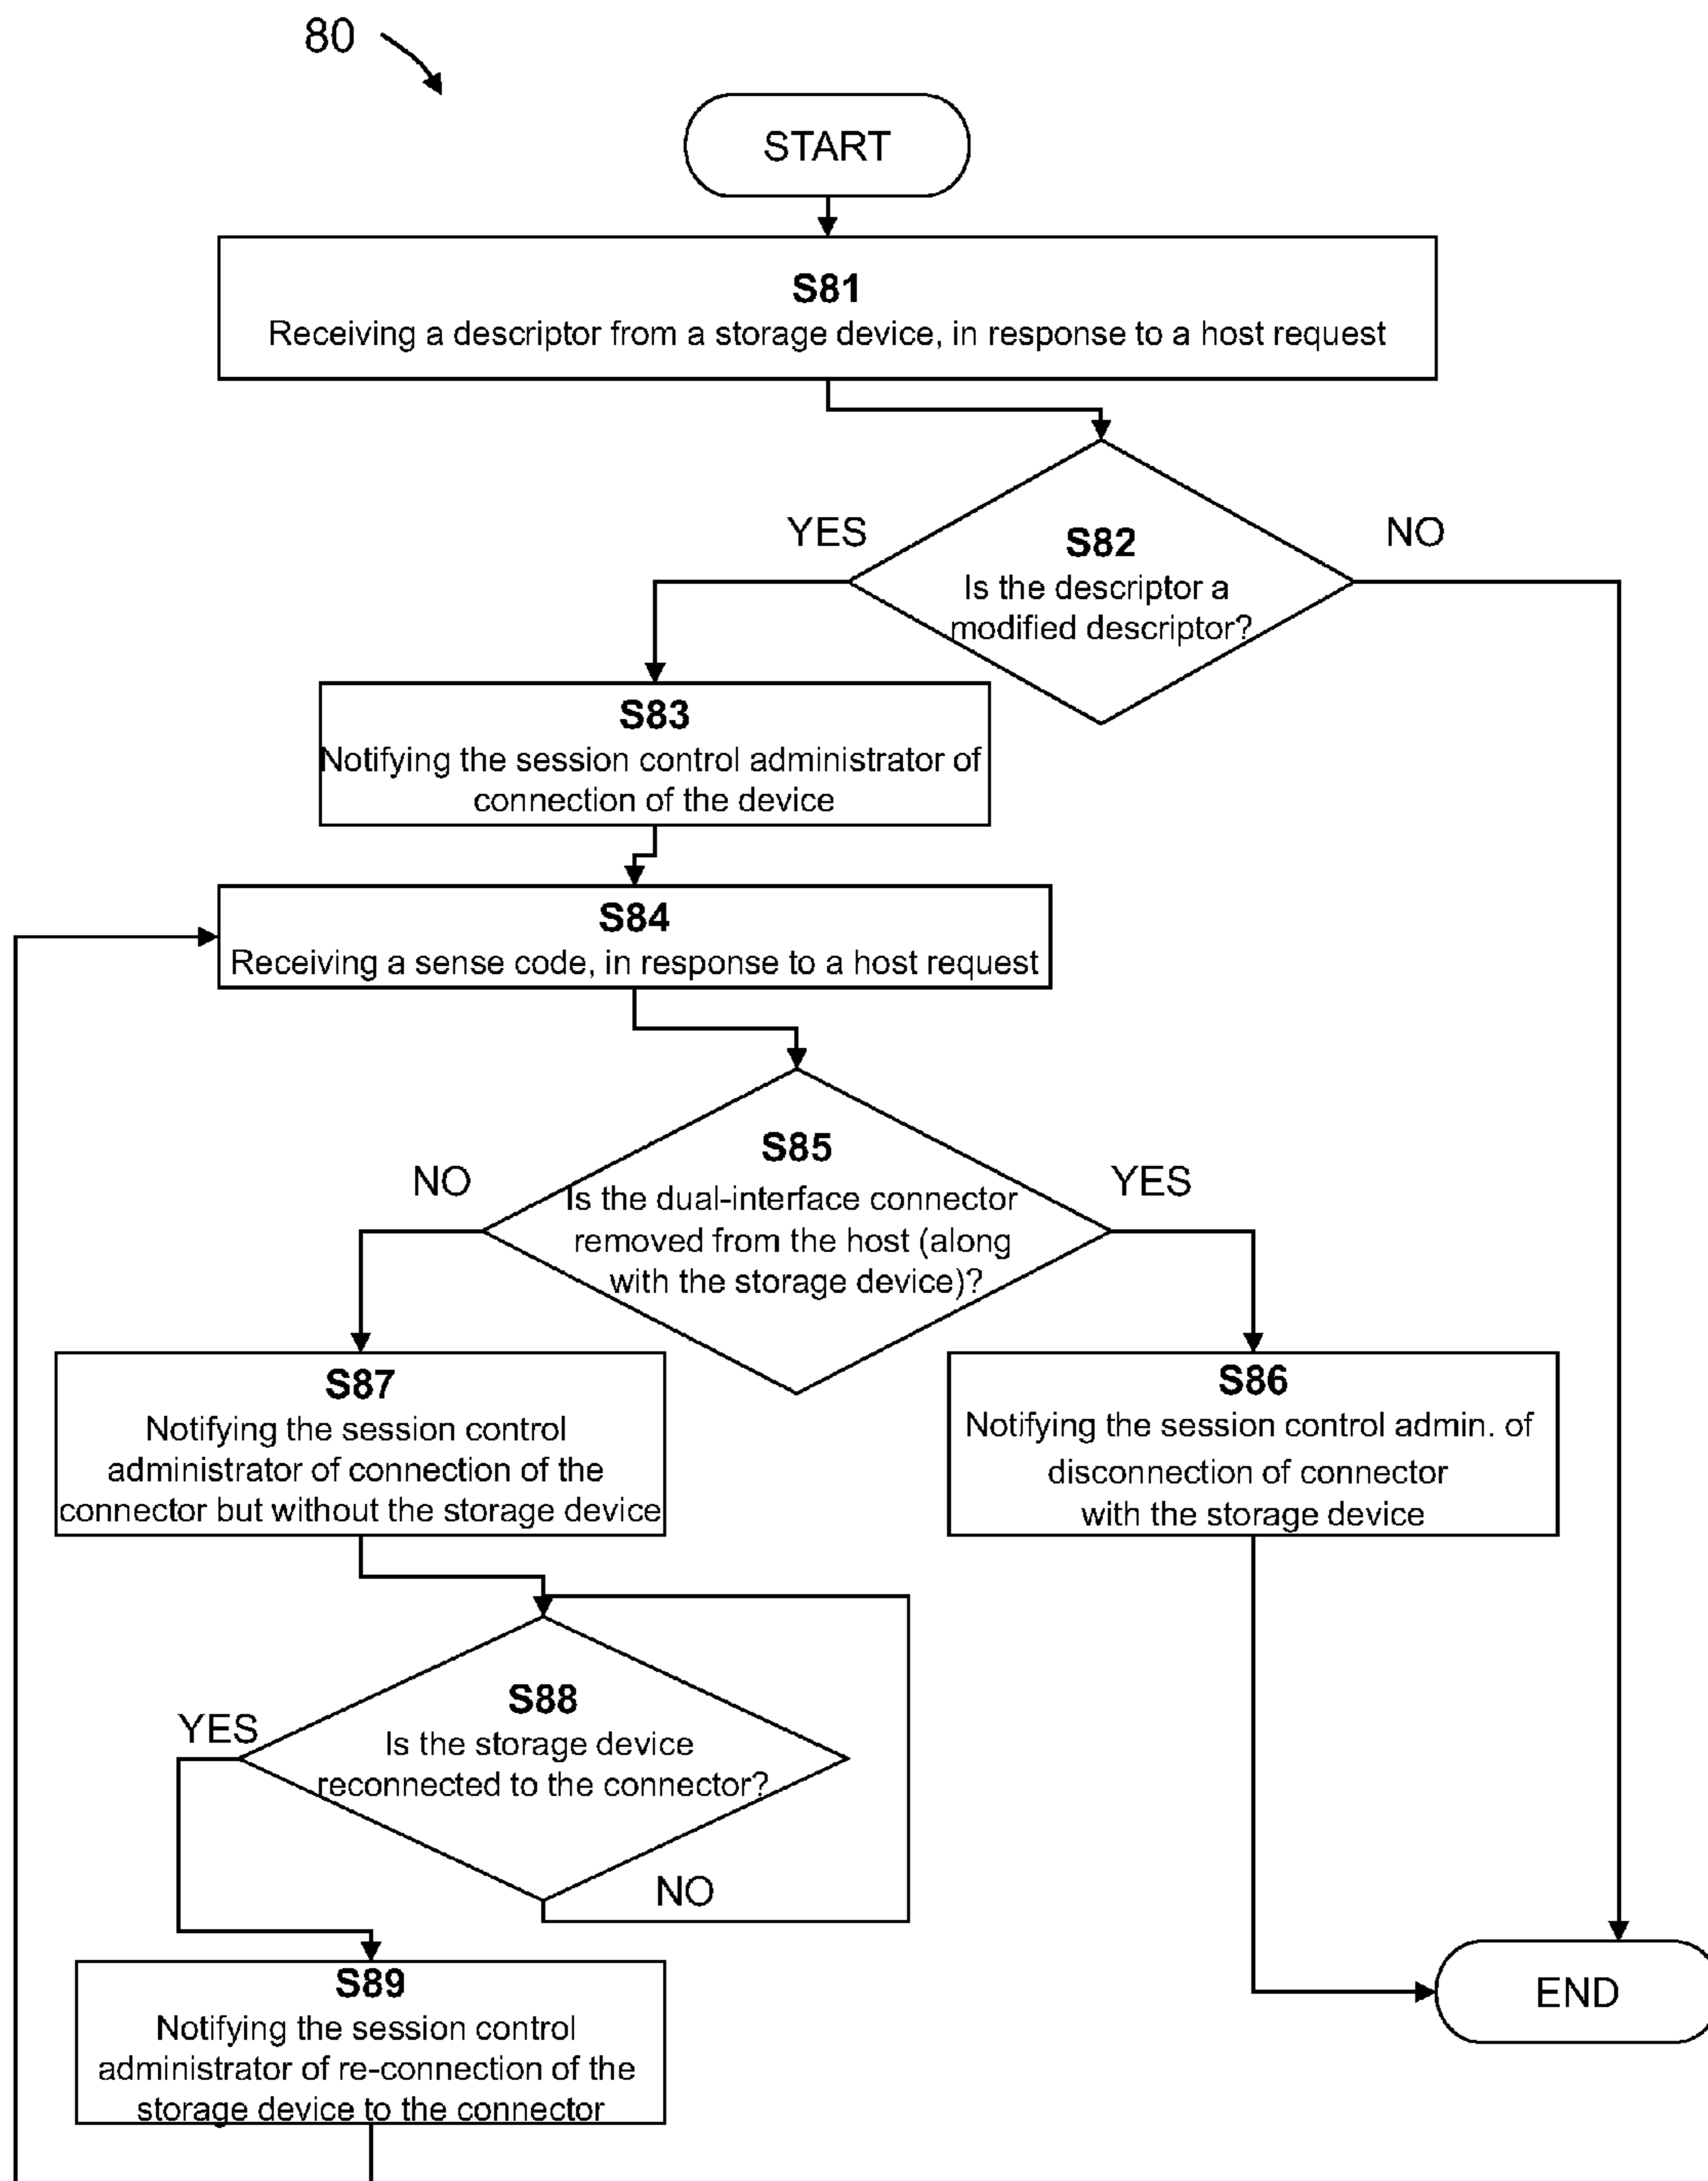 80
START
S81
Receiving a descriptor from a storage device, in response to a host request
YES
NO
S82
Is the descriptor a
modified descriptor?
S83
Notifying the session control administrator of
connection of the device
S84
Receiving a sense code, in response to a host request
S85
Is the dual-interface connector
removed from the host (along
with the storage device)?
NO
YES
S87
Notifying the session control
administrator of connection of the
connector but without the storage device
S86
Notifying the session control admin. of
disconnection of connector
with the storage device
S88
Is the storage device
reconnected to the connector?
YES
NO
S89
Notifying the session control
administrator of re-connection of the
storage device to the connector
END